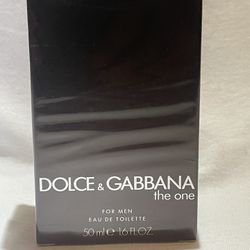 DOLCE & GABBANA
the one
FOR MEN
EAU DE TOILETTE
50 ml ℮ 1.6 FL.OZ.